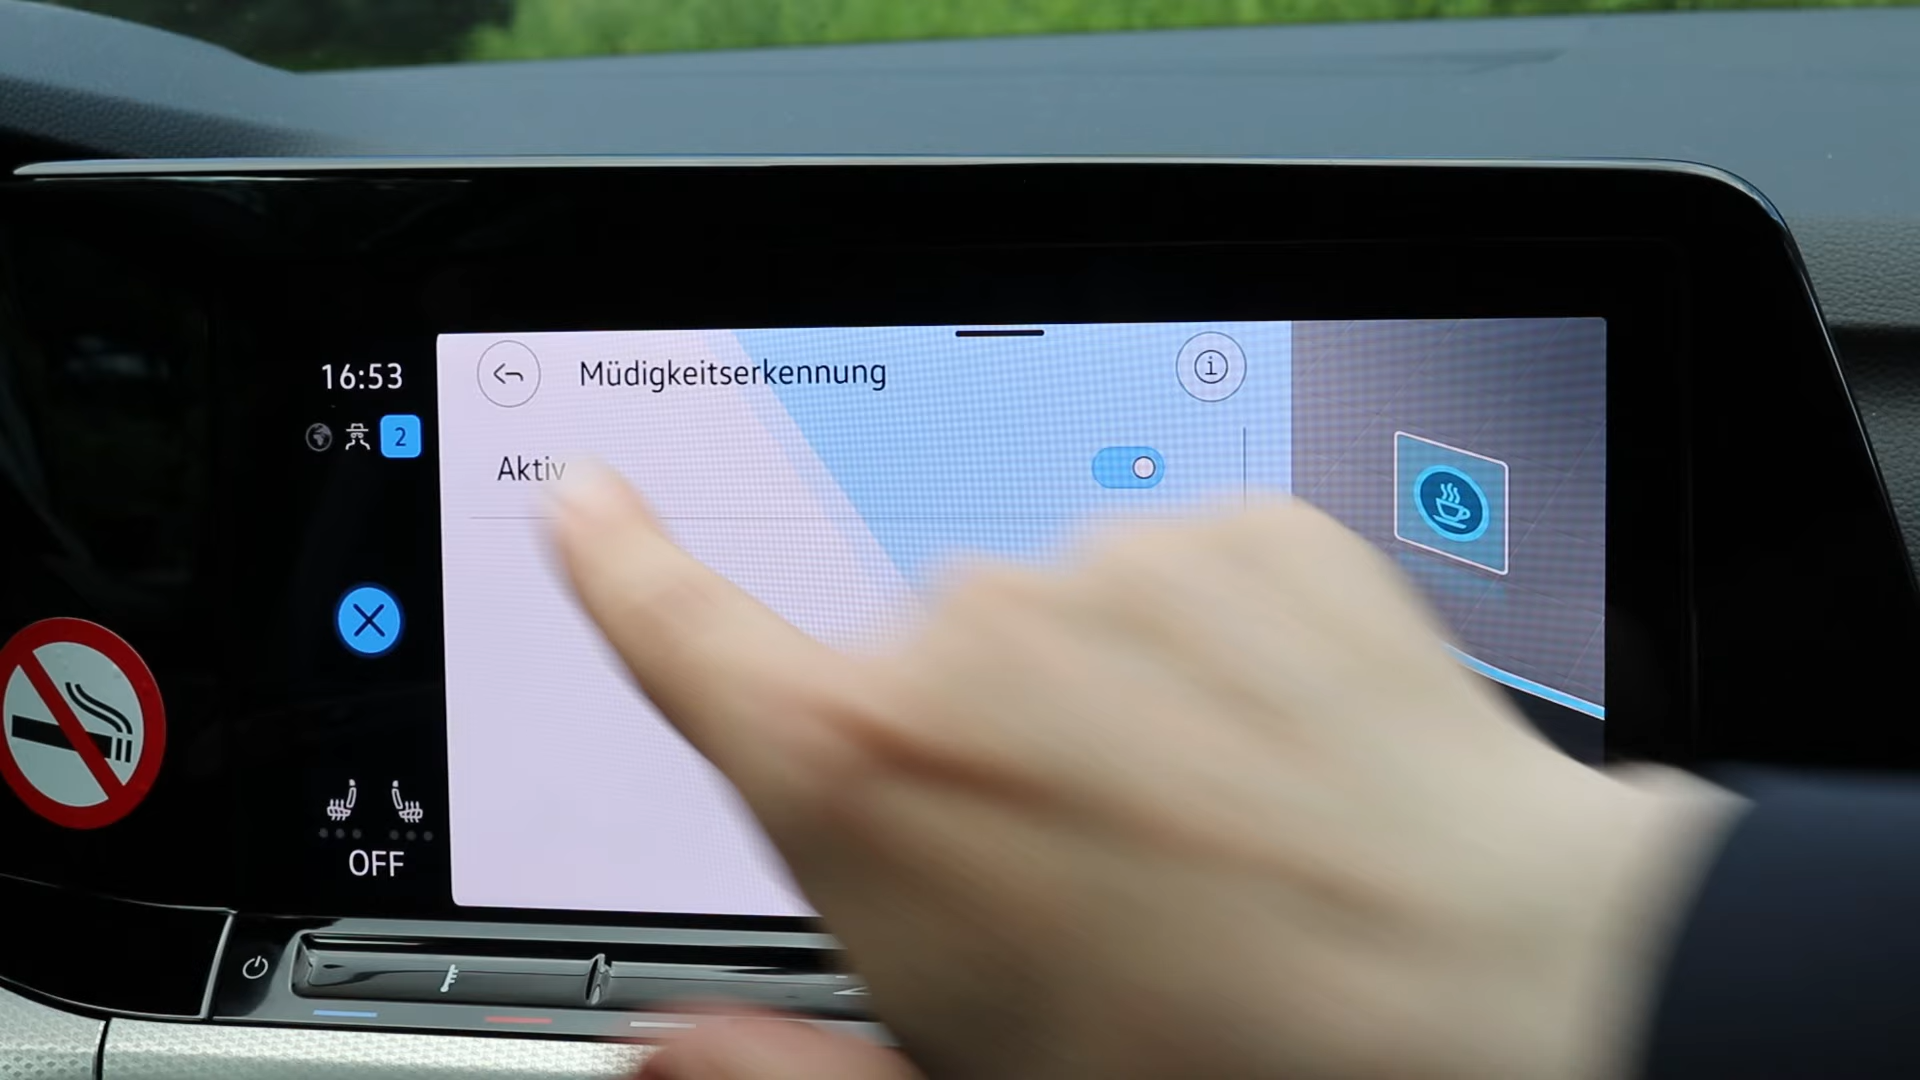 16:53
2
Müdigkeitserkennung
i
Aktiv
OFF